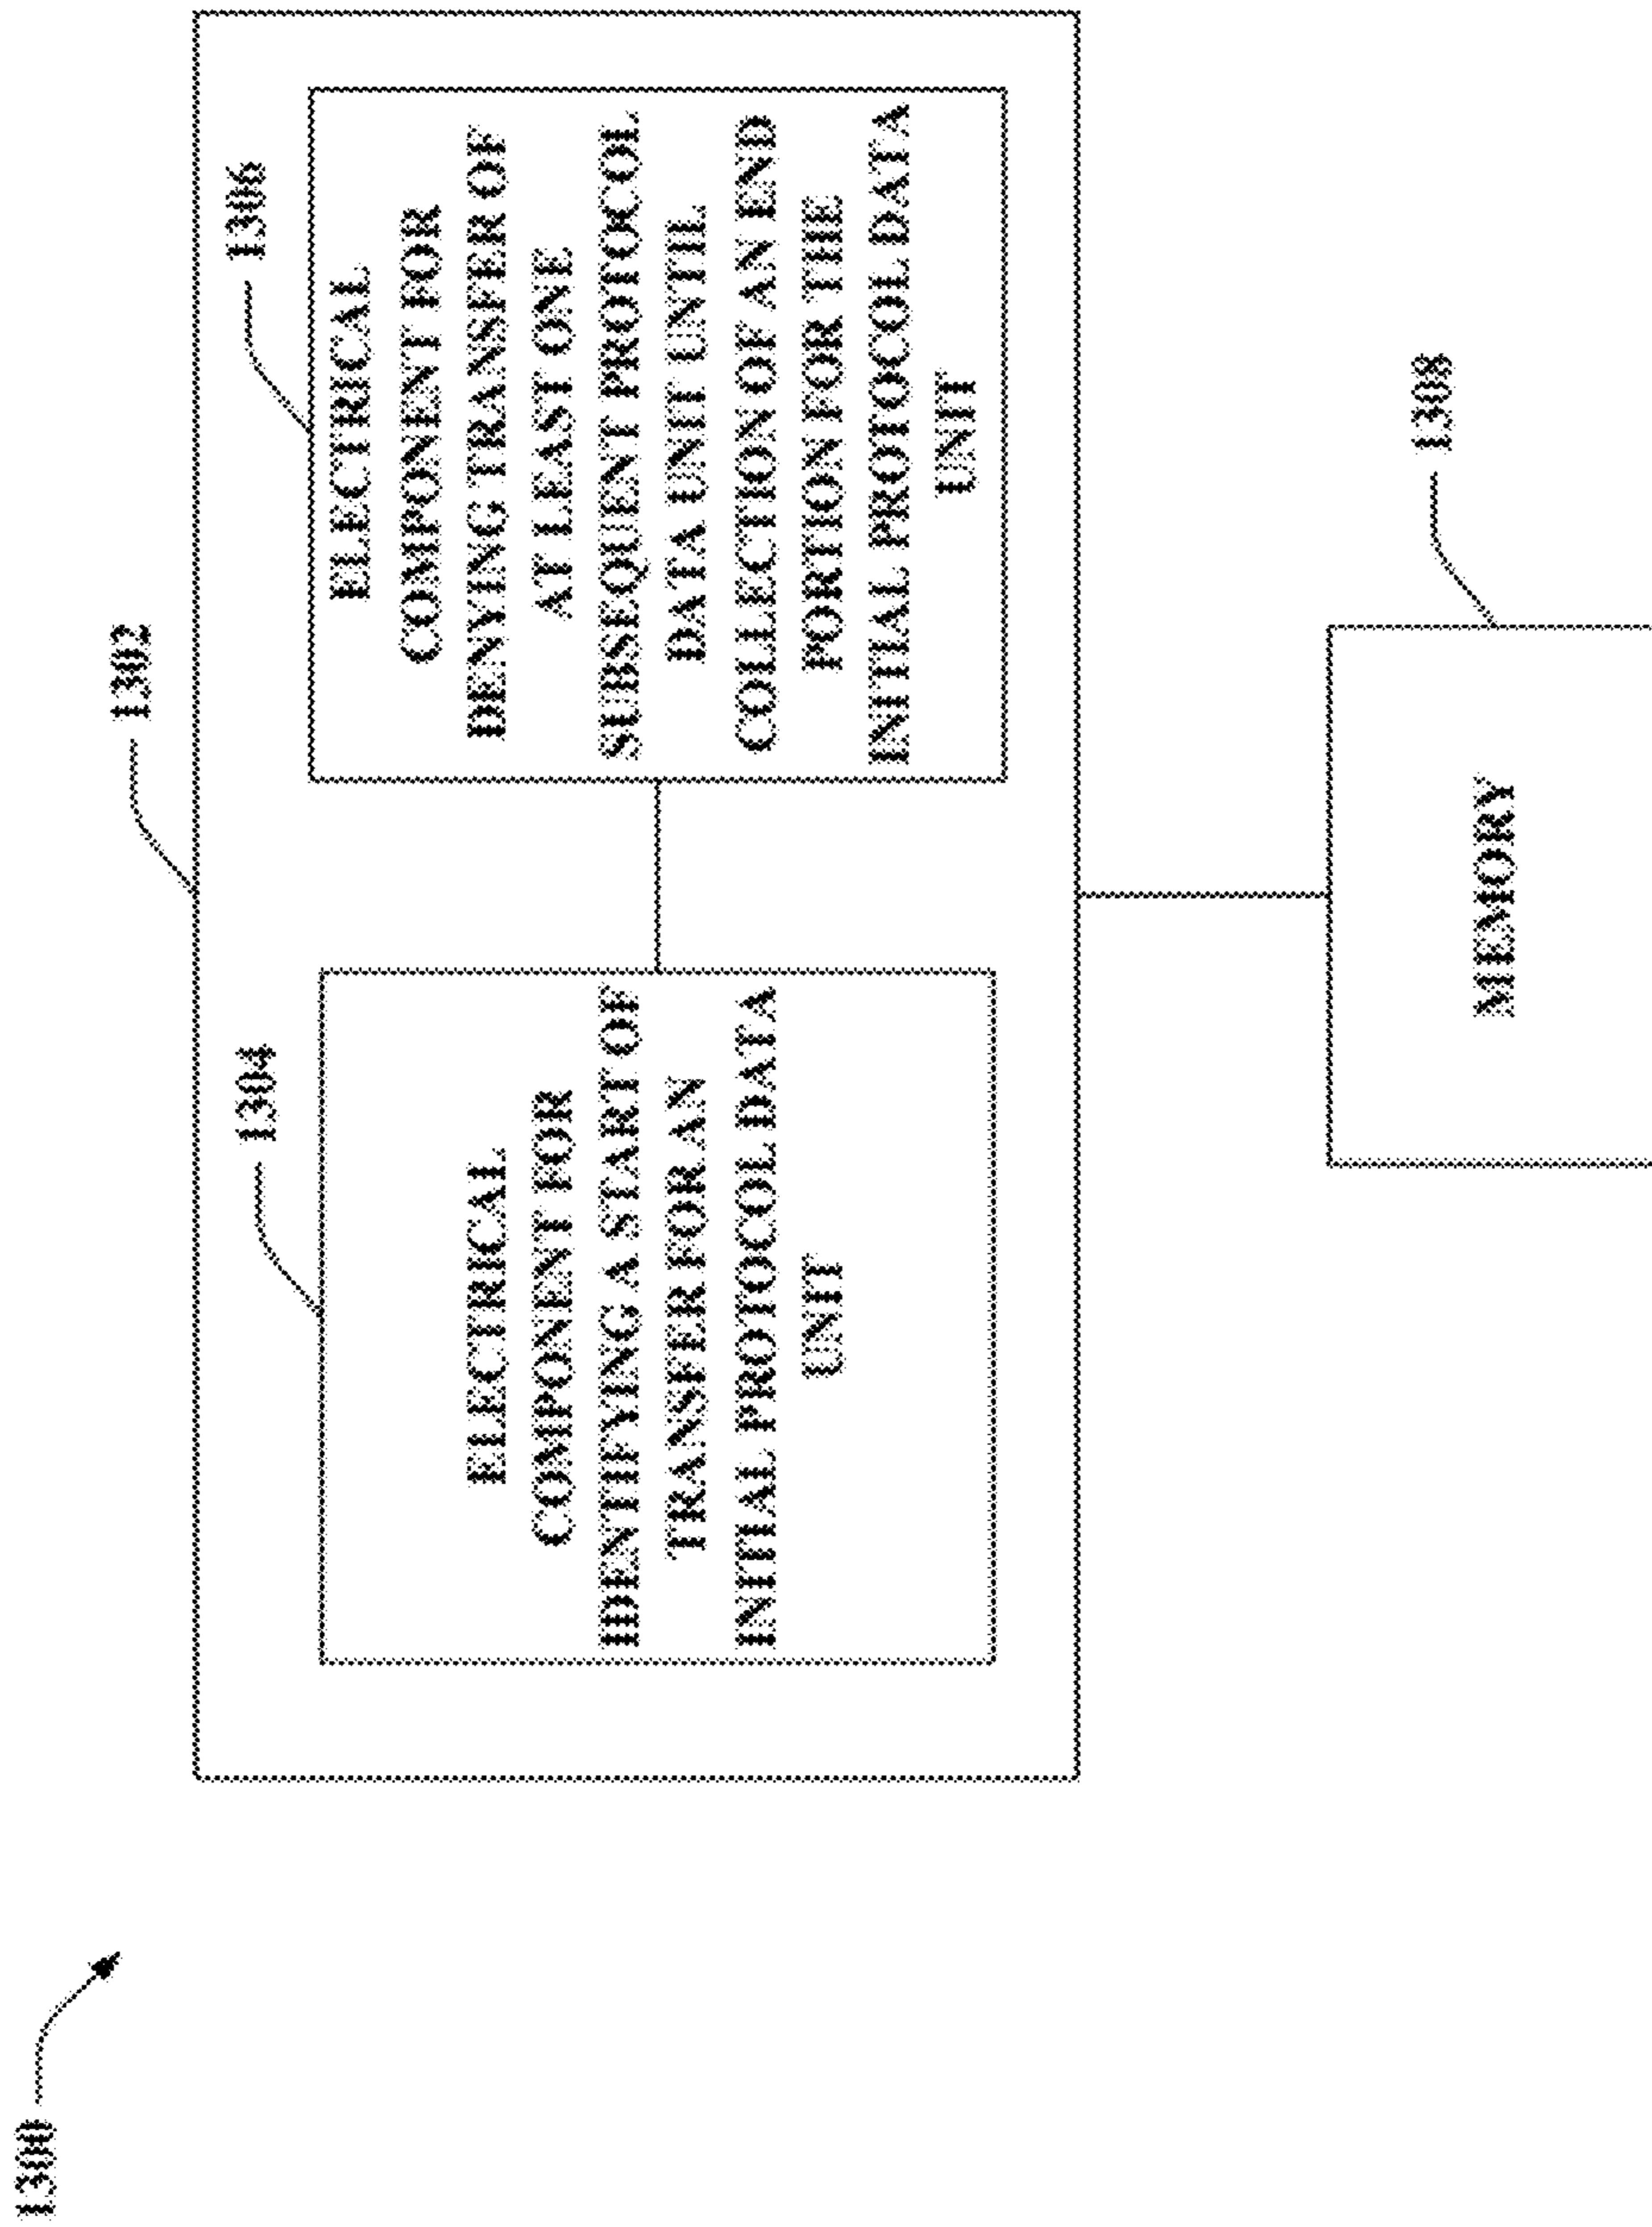 1300
1302
1304
ELECTRICAL
COMPONENT FOR
IDENTIFYING A START OF
TRANSFER FOR AN
INITIAL PROTOCOL DATA
UNIT
1306
ELECTRICAL
COMPONENT FOR
DENYING TRANSFER OF
AT LEAST ONE
SUBSEQUENT PROTOCOL
DATA UNIT UNTIL
COLLECTION OF AN END
PORTION FOR THE
INITIAL PROTOCOL DATA
UNIT
1308
MEMORY